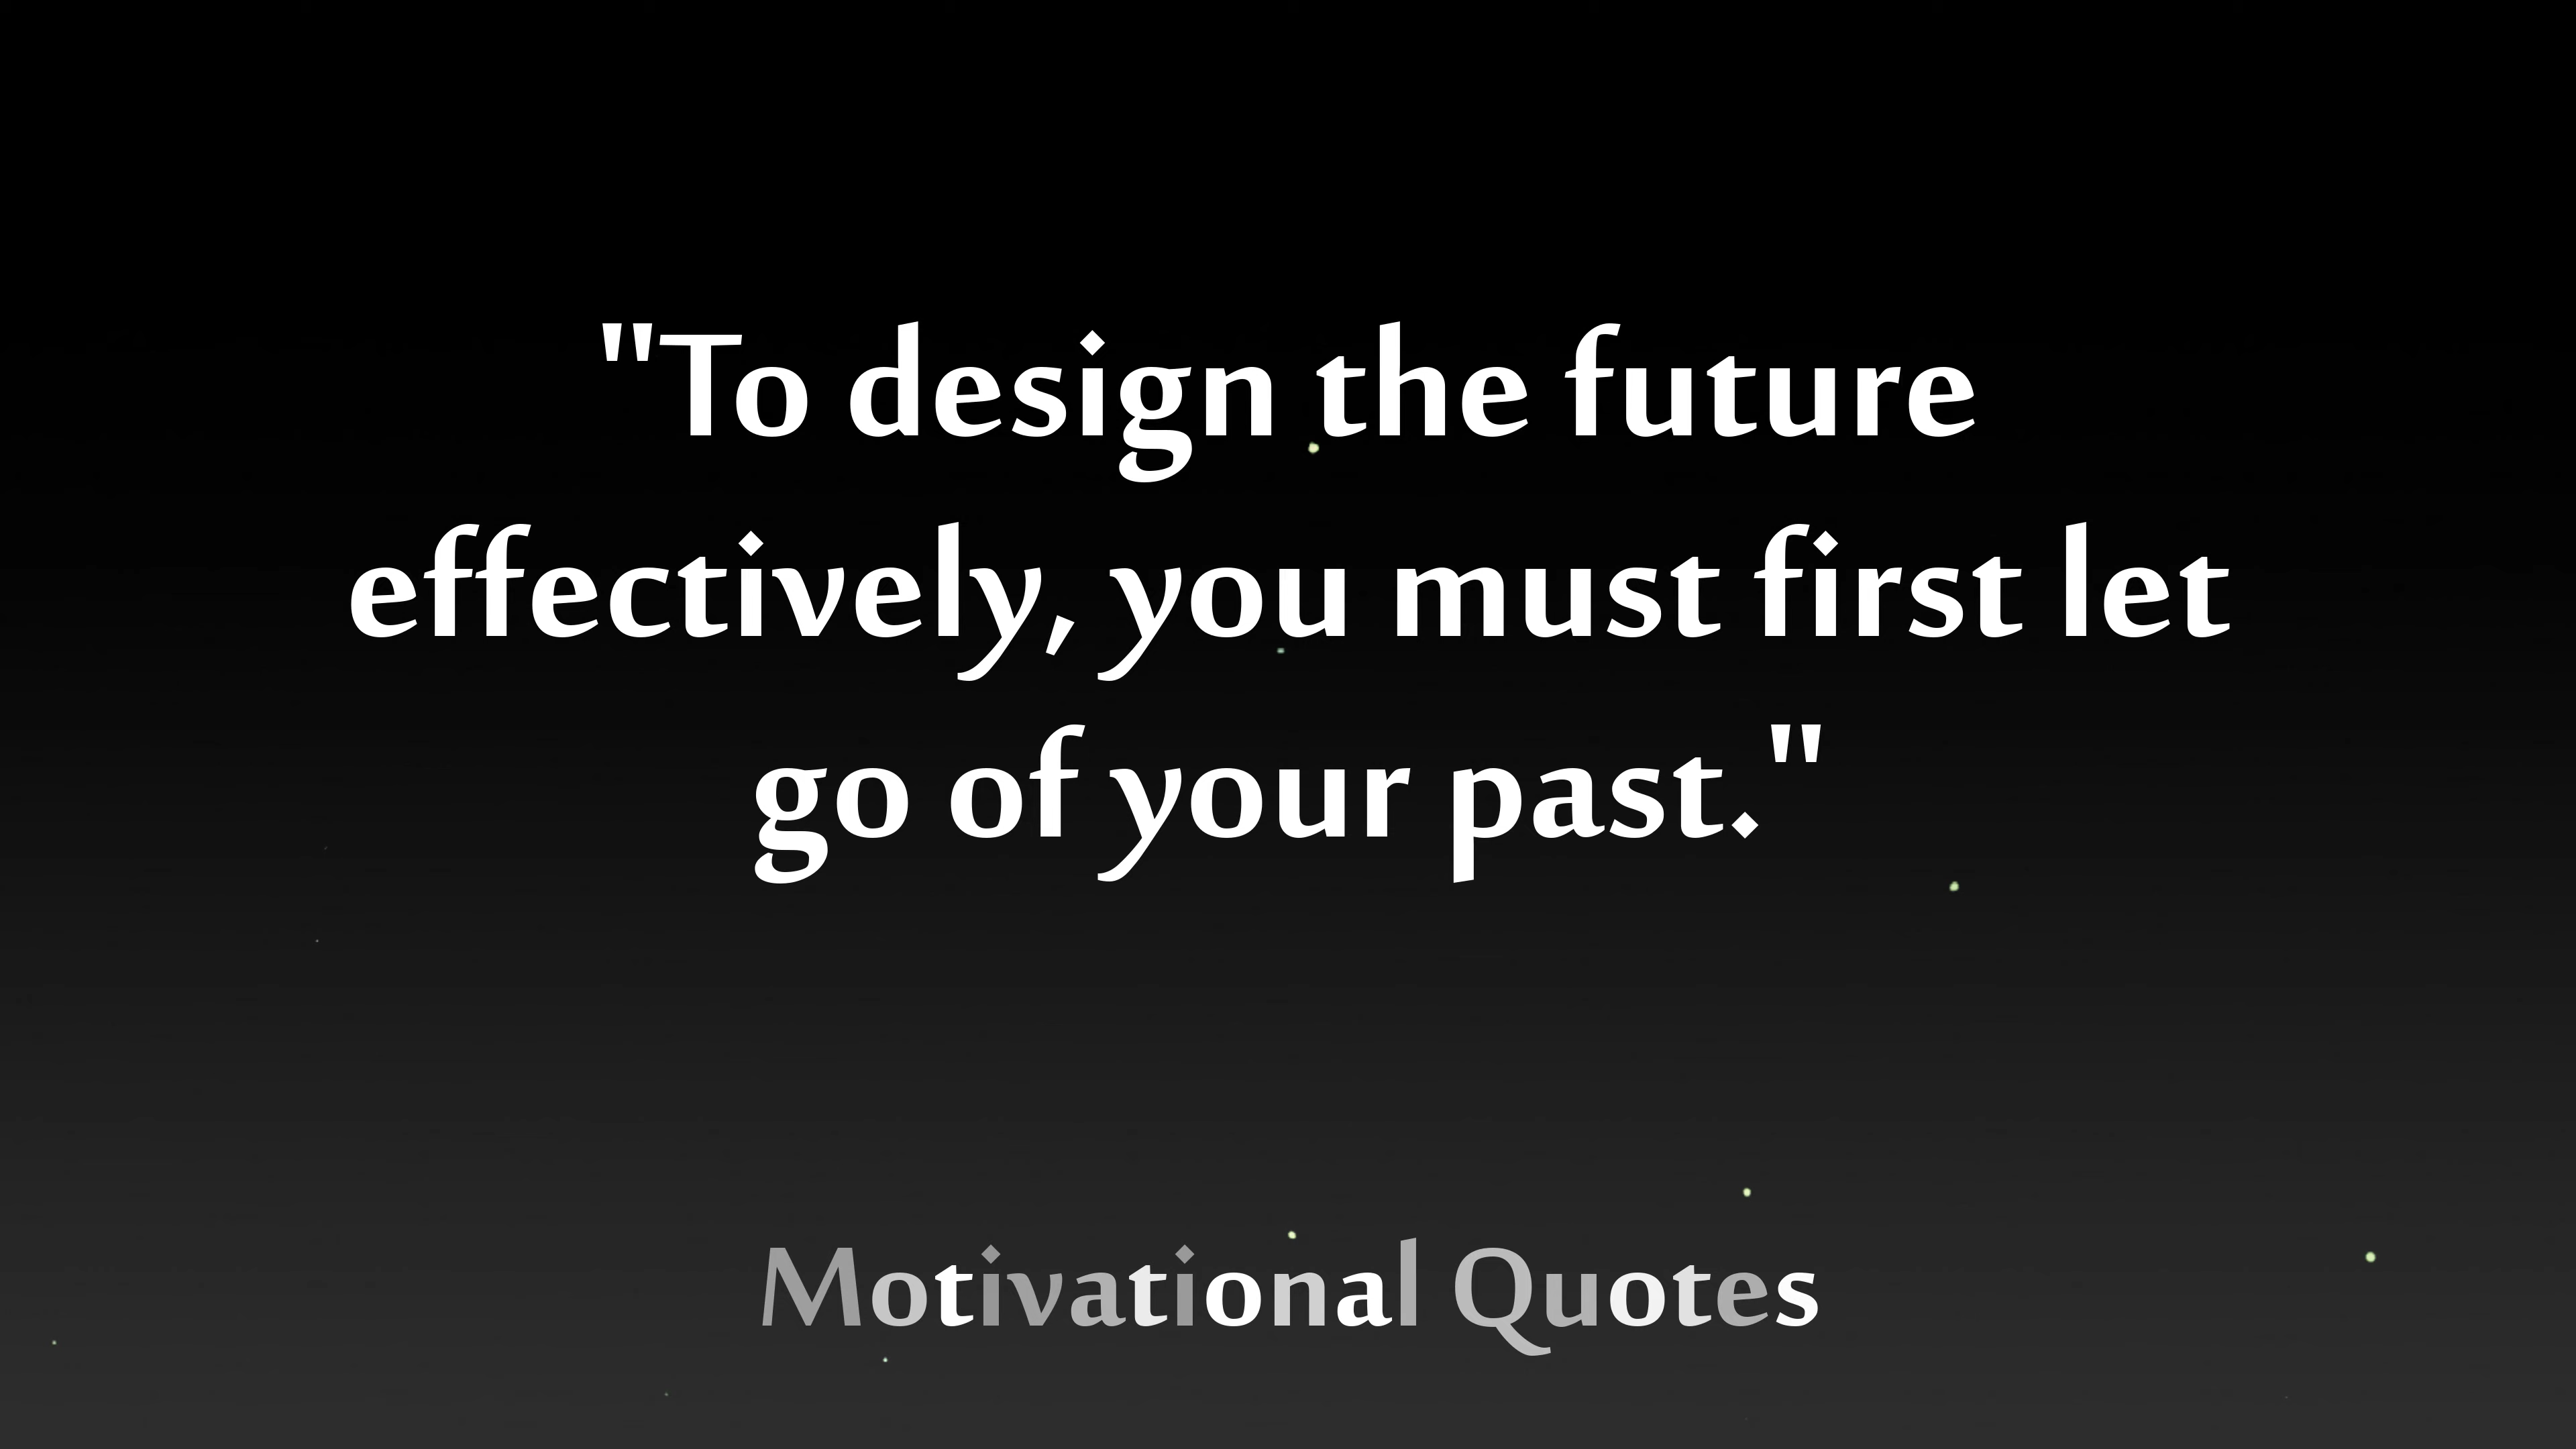 "To design the future
effectively, you must first let
go of your past."
Motivational Quotes